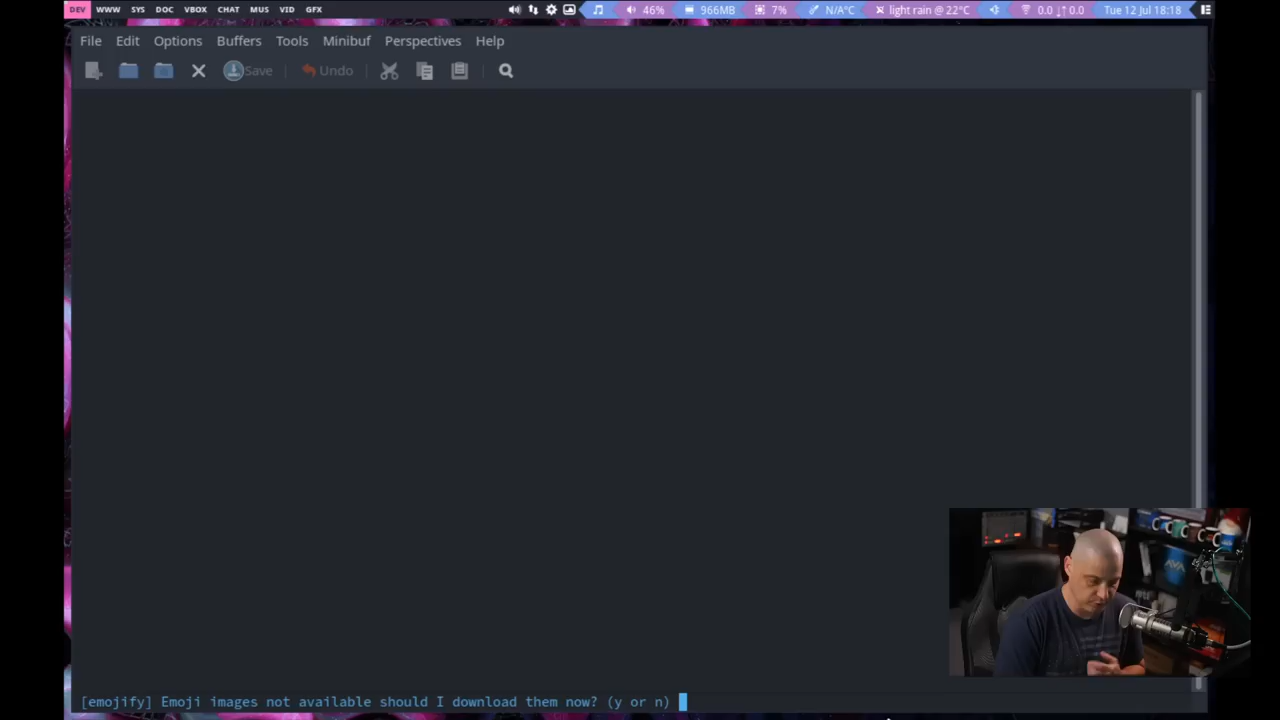 DEV WWW SYS DOC VBOX CHAT MUS VID GFX 46% 966MB 7% N/A°C light rain @ 22°C 0.0 ↓↑ 0.0 Tue 12 Jul 18:18
File Edit Options Buffers Tools Minibuf Perspectives Help
Save Undo
[emojify] Emoji images not available should I download them now? (y or n)